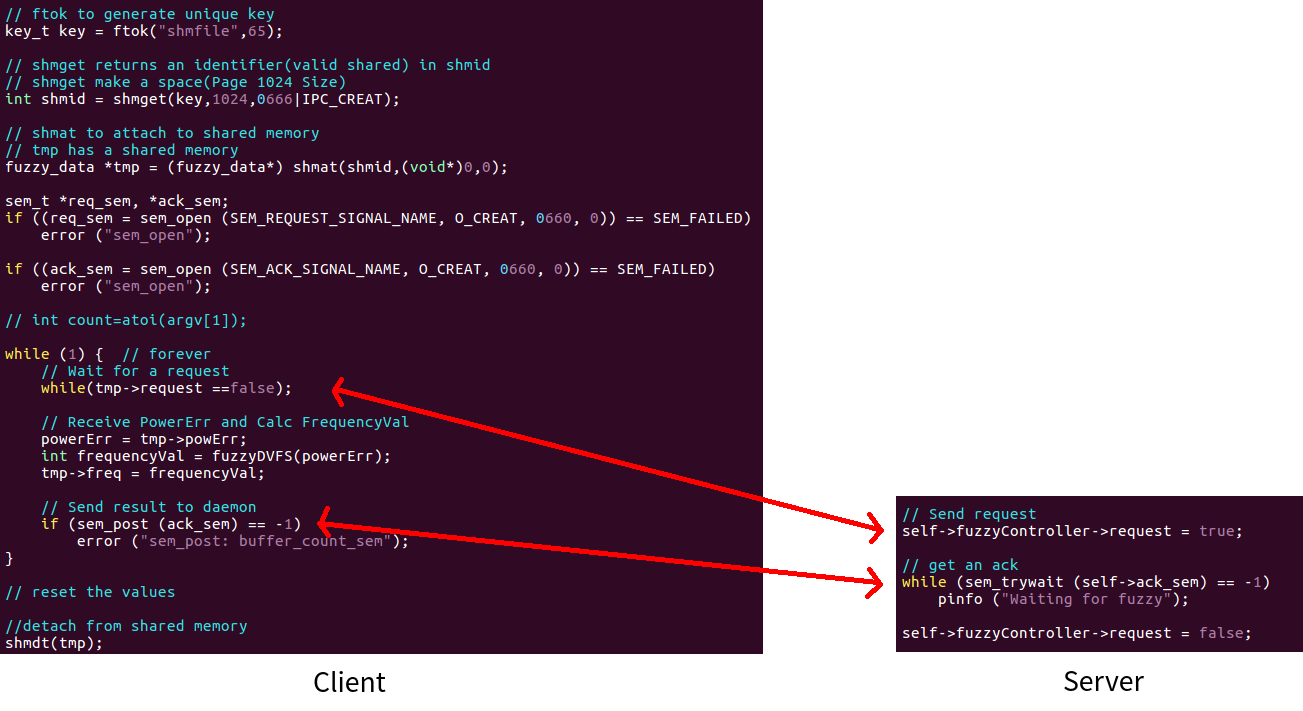 // ftok to generate unique key
key_t key = ftok("shmfile",65);
// shmget returns an identifier(valid shared) in shmid
// shmget make a space(Page 1024 Size)
int shmid = shmget(key,1024,0666|IPC_CREAT);
// shmat to attach to shared memory
// tmp has a shared memory
fuzzy_data *tmp = (fuzzy_data*) shmat(shmid,(void*)0,0);
sem_t *req_sem, *ack_sem;
if ((req_sem = sem_open (SEM_REQUEST_SIGNAL_NAME, O_CREAT, 0660, 0)) == SEM_FAILED)
    error ("sem_open");
if ((ack_sem = sem_open (SEM_ACK_SIGNAL_NAME, O_CREAT, 0660, 0)) == SEM_FAILED)
    error ("sem_open");
// int count=atoi(argv[1]);
while (1) {  // forever
    // Wait for a request
    while(tmp->request ==false);
    // Receive PowerErr and Calc FrequencyVal
    powerErr = tmp->powErr;
    int frequencyVal = fuzzyDVFS(powerErr);
    tmp->freq = frequencyVal;
    // Send result to daemon
    if (sem_post (ack_sem) == -1)
        error ("sem_post: buffer_count_sem");
}
// reset the values
//detach from shared memory
shmdt(tmp);
Client
// Send request
self->fuzzyController->request = true;
// get an ack
while (sem_trywait (self->ack_sem) == -1)
    pinfo ("Waiting for fuzzy");
self->fuzzyController->request = false;
Server